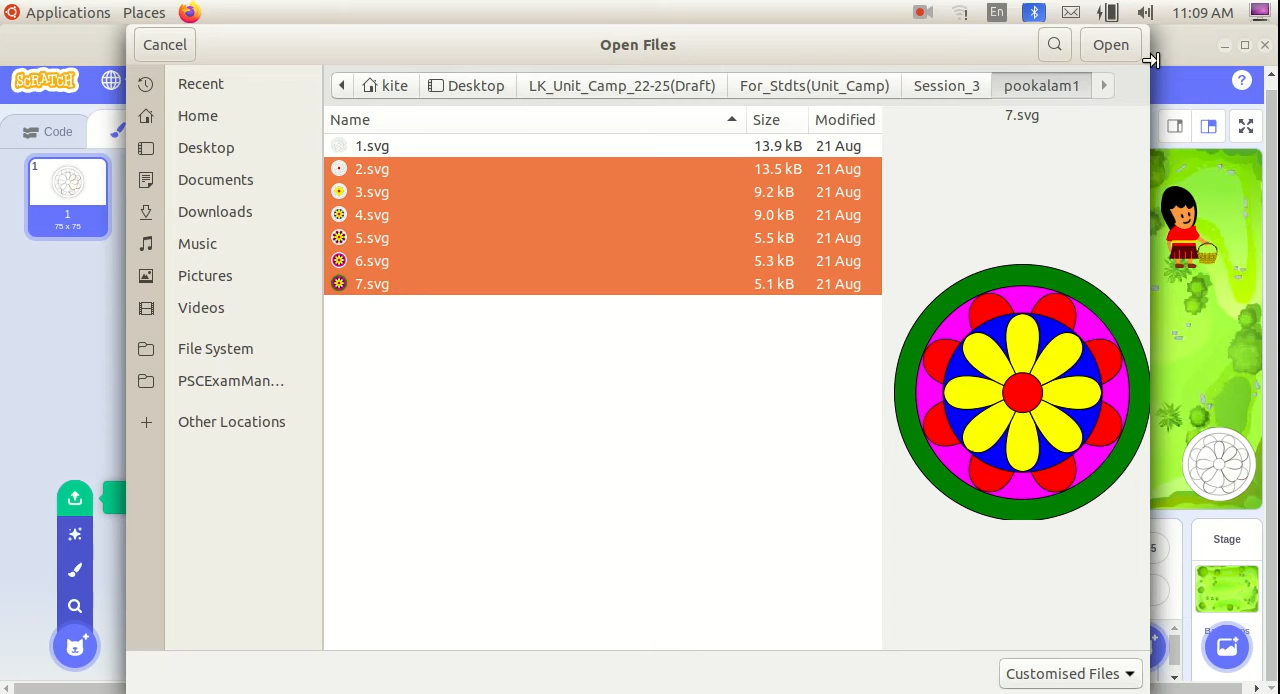 Applications Places En 11:09 AM
Cancel Open Files Open
SCRATCH ?
kite Desktop LK_Unit_Camp_22-25(Draft) For_Stdts(Unit_Camp) Session_3 pookalam1
Code
Recent
Home
Desktop
Documents
Downloads
Music
Pictures
Videos
File System
PSCExamMan...
Other Locations
Name Size Modified
1.svg 13.9 kB 21 Aug
2.svg 13.5 kB 21 Aug
3.svg 9.2 kB 21 Aug
4.svg 9.0 kB 21 Aug
5.svg 5.5 kB 21 Aug
6.svg 5.3 kB 21 Aug
7.svg 5.1 kB 21 Aug
7.svg
1
1
75 x 75
5
Stage
Customised Files